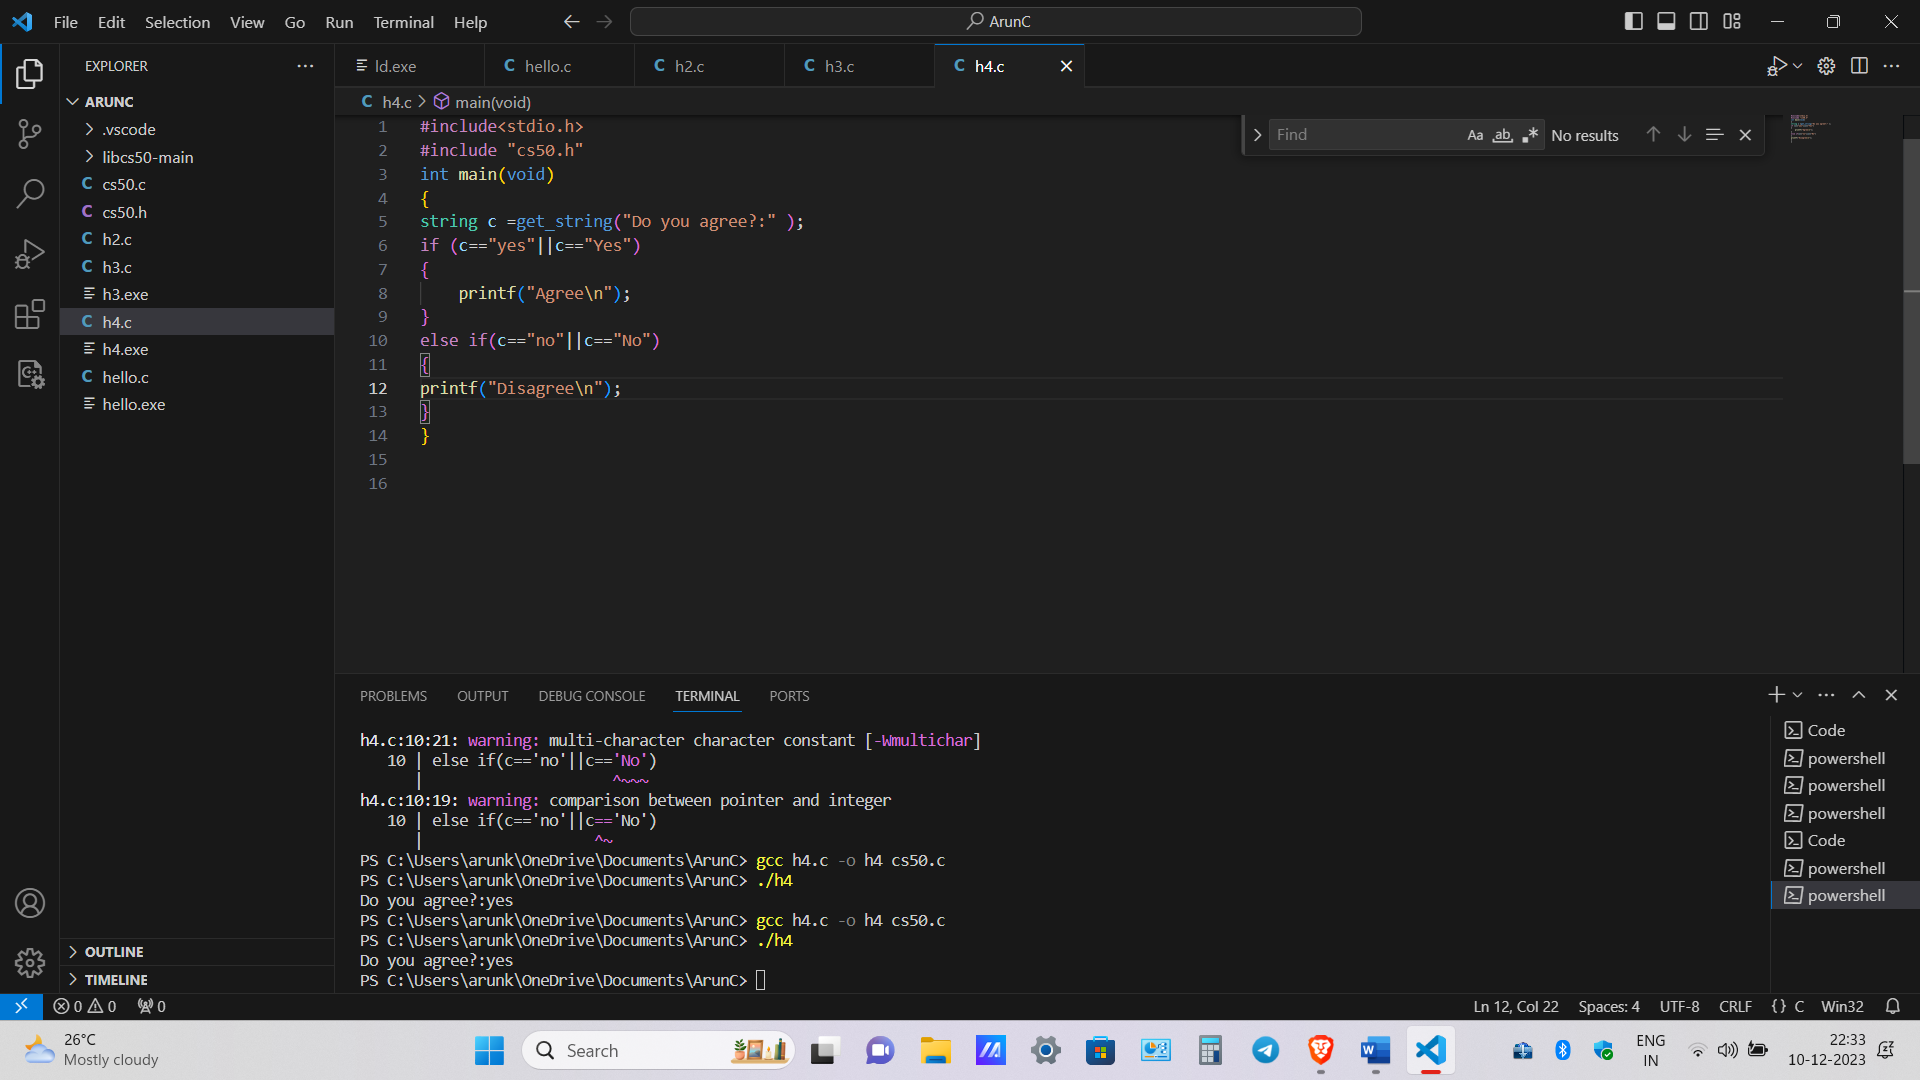 File Edit Selection View Go Run Terminal Help
ArunC
EXPLORER
ARUNC
.vscode
libcs50-main
C cs50.c
C cs50.h
C h2.c
C h3.c
h3.exe
C h4.c
h4.exe
C hello.c
hello.exe
OUTLINE
TIMELINE
ld.exe
C hello.c
C h2.c
C h3.c
C h4.c
C h4.c > main(void)
Find
Aa ab
No results
1 #include<stdio.h>
2 #include "cs50.h"
3 int main(void)
4 {
5 string c =get_string("Do you agree?:" );
6 if (c=="yes"||c=="Yes")
7 {
8     printf("Agree\n");
9 }
10 else if(c=="no"||c=="No")
11 {
12 printf("Disagree\n");
13 }
14 }
15
16
PROBLEMS OUTPUT DEBUG CONSOLE TERMINAL PORTS
h4.c:10:21: warning: multi-character character constant [-Wmultichar]
10 | else if(c=='no'||c=='No')
| ^~~~
h4.c:10:19: warning: comparison between pointer and integer
10 | else if(c=='no'||c=='No')
| ^~
PS C:\Users\arunk\OneDrive\Documents\ArunC> gcc h4.c -o h4 cs50.c
PS C:\Users\arunk\OneDrive\Documents\ArunC> ./h4
Do you agree?:yes
PS C:\Users\arunk\OneDrive\Documents\ArunC> gcc h4.c -o h4 cs50.c
PS C:\Users\arunk\OneDrive\Documents\ArunC> ./h4
Do you agree?:yes
PS C:\Users\arunk\OneDrive\Documents\ArunC>
Code
powershell
powershell
powershell
Code
powershell
powershell
0 0 0
Ln 12, Col 22 Spaces: 4 UTF-8 CRLF {} C Win32
26°C
Mostly cloudy
Search
ENG
IN
22:33
10-12-2023